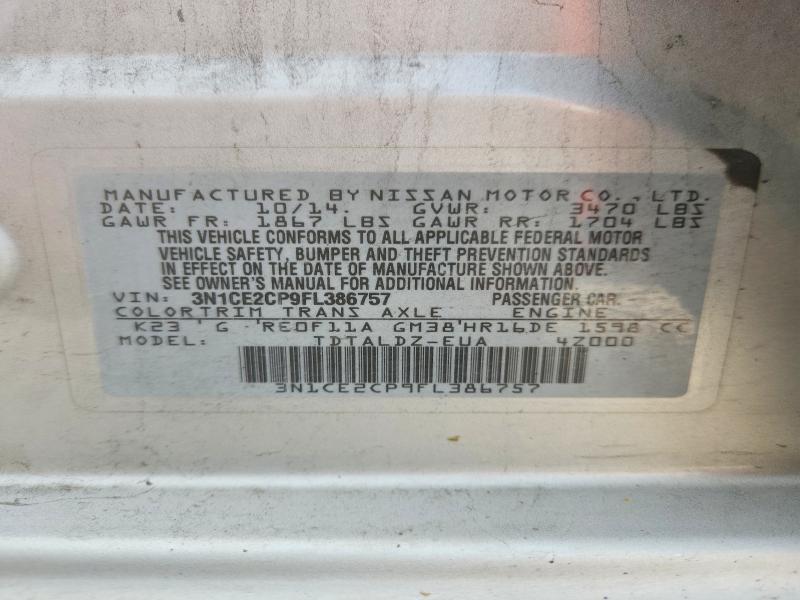 MANUFACTURED BY NISSAN MOTOR CO., LTD.
DATE: 10/14. GVWR: 3470 LBS
GAWR FR: 1867 LBS GAWR RR: 1704 LBS
THIS VEHICLE CONFORMS TO ALL APPLICABLE FEDERAL MOTOR
VEHICLE SAFETY, BUMPER AND THEFT PREVENTION STANDARDS
IN EFFECT ON THE DATE OF MANUFACTURE SHOWN ABOVE.
SEE OWNER'S MANUAL FOR ADDITIONAL INFORMATION.
VIN: 3N1CE2CP9FL386757 PASSENGER CAR
COLOR TRIM TRANS AXLE ENGINE
K23 G RE0F11A GM38 HR16DE 1598 CC
MODEL: TDTALDZ-EUA 4Z000
3N1CE2CP9FL386757